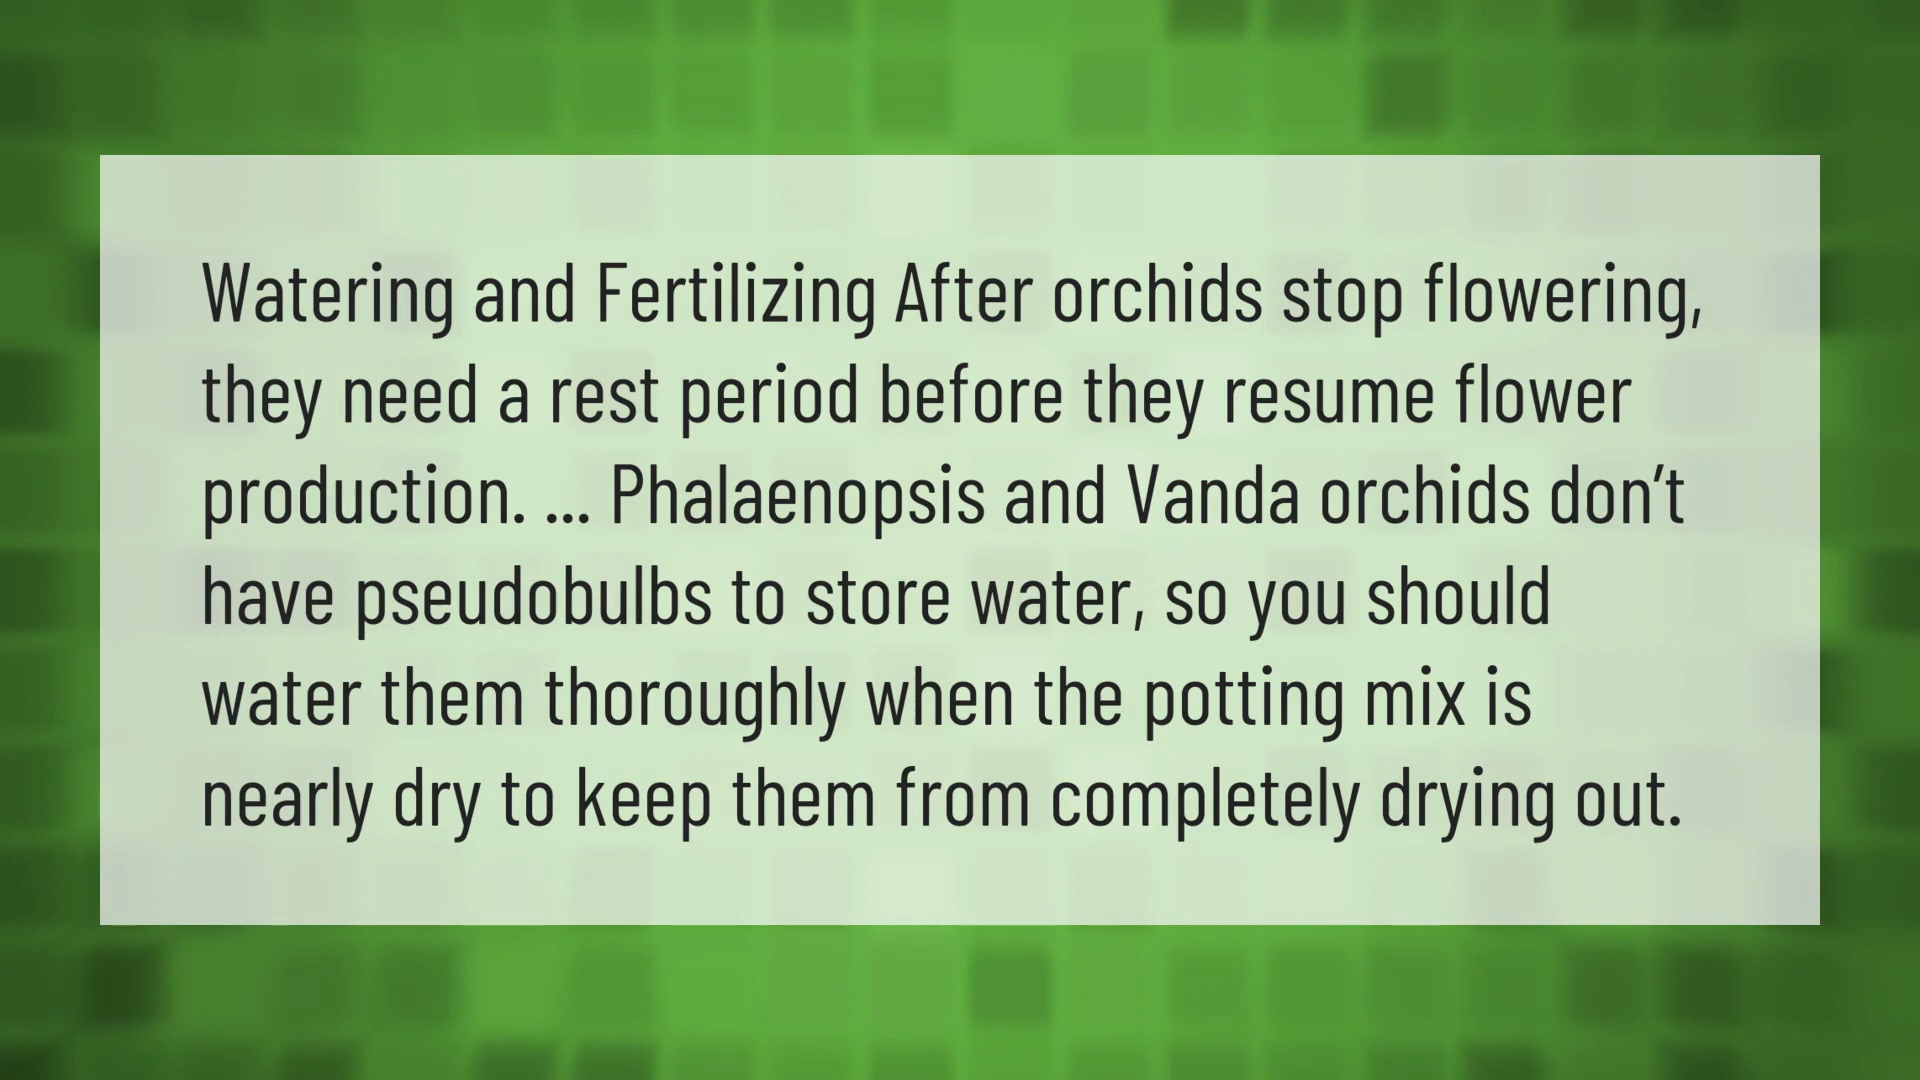 Watering and Fertilizing After orchids stop flowering,
they need a rest period before they resume flower
production. ... Phalaenopsis and Vanda orchids don’t
have pseudobulbs to store water, so you should
water them thoroughly when the potting mix is
nearly dry to keep them from completely drying out.